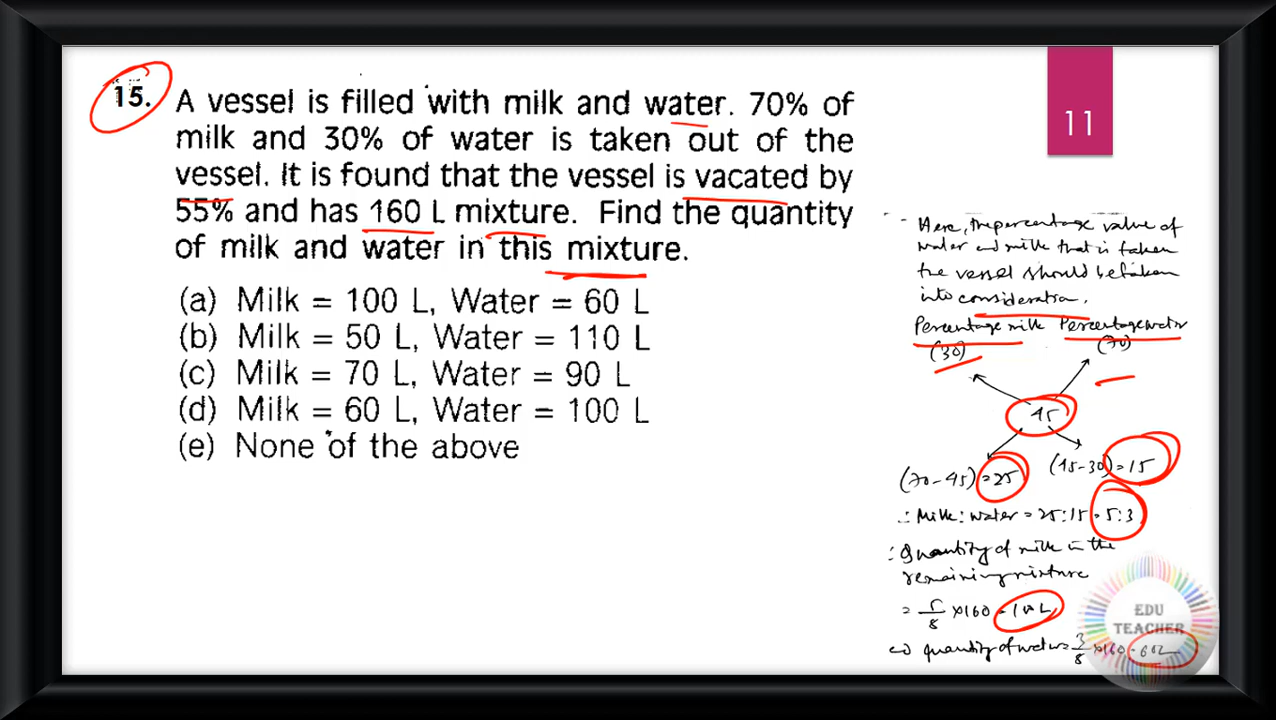 15. A vessel is filled with milk and water. 70% of
milk and 30% of water is taken out of the
vessel. It is found that the vessel is vacated by
55% and has 160 L mixture. Find the quantity
of milk and water in this mixture.
(a) Milk = 100 L, Water = 60 L
(b) Milk = 50 L, Water = 110 L
(c) Milk = 70 L, Water = 90 L
(d) Milk = 60 L, Water = 100 L
(e) None of the above
11
Here, the percentage value of
water and milk that is taken
the vessel should be taken
into consideration.
Percentage milk Percentage water
(30) (70)
45
(70-45) = 25 (45-30) = 15
∴ Milk : Water = 25:15 = 5:3
∴ Quantity of milk in the
remaining mixture
= 5/8 × 160 = 100 L
quantity of water = 3/8 × 160 = 60L
EDU
TEACHER